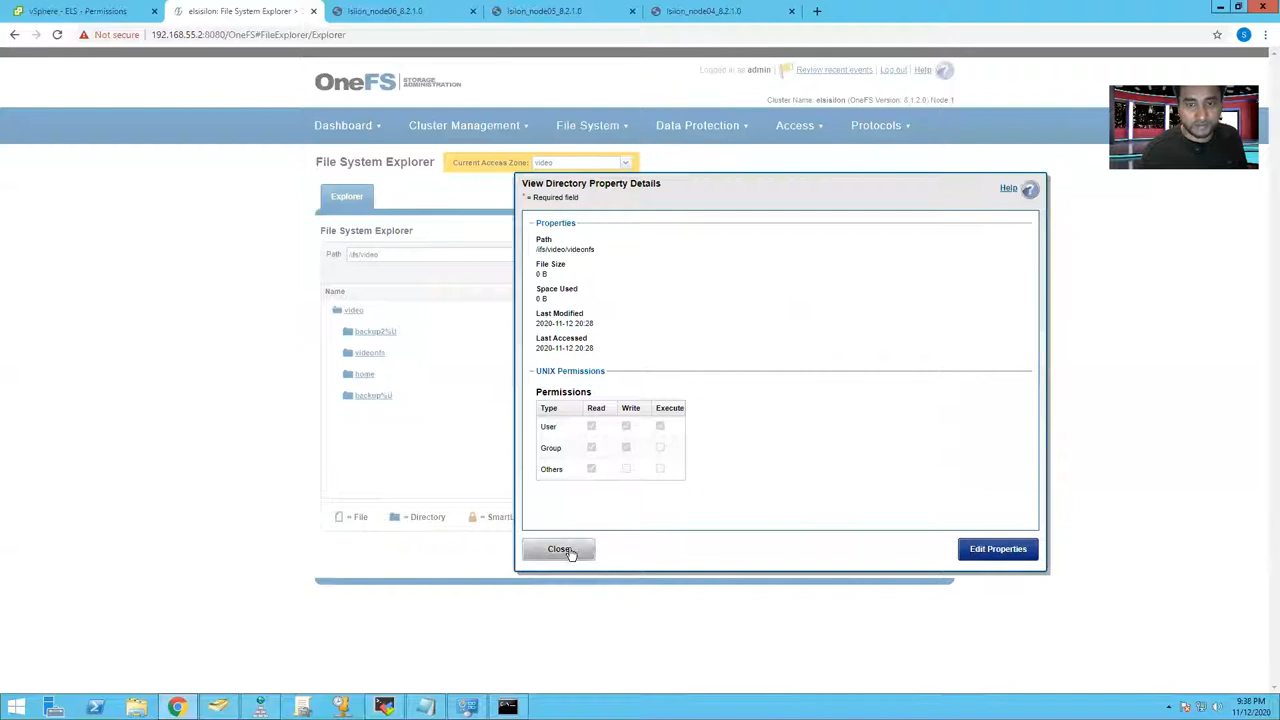 vSphere - ELS - Permissions
elsisilon: File System Explorer >
Isiion_node06_8.2.1.0.
Isiion_node05_8.2.1.0.
Isiion_node04_8.2.1.0.
Not secure
192.168.55.2:8080/OneFS#FileExplorer/Explorer
S
OneFS STORAGE ADMINISTRATION
Logged in as admin
Review recent events
Log out
Help
Cluster Name: elsisilon (OneFS Version: 8.1.2.0) Node 1
Dashboard
Cluster Management
File System
Data Protection
Access
Protocols
File System Explorer
Current Access Zone: video
Explorer
File System Explorer
Path /ifs/video
Name
video
backup2%U
videonfs
home
backup%U
= File
= Directory
View Directory Property Details
* = Required field
Help
Properties
Path
/ifs/video/videonfs
File Size
0 B
Space Used
0 B
Last Modified
2020-11-12 20:28
Last Accessed
2020-11-12 20:28
UNIX Permissions
Permissions
Type Read Write Execute
User
Group
Others
Close
Edit Properties
9:38 PM
11/12/2020